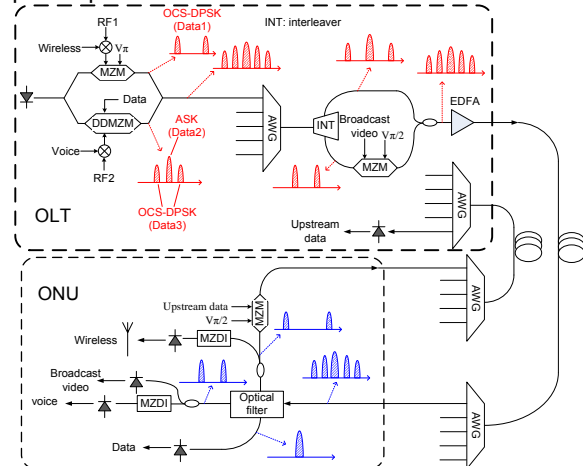 RF1
OCS-DPSK
(Data1)
INT: interleaver
Wireless
Vπ
MZM
Data
DDMZM
ASK
(Data2)
Voice
RF2
OCS-DPSK
(Data3)
AWG
INT
Broadcast
video
Vπ/2
MZM
EDFA
OLT
Upstream
data
AWG
ONU
Upstream data
Vπ/2
MZM
AWG
Wireless
MZDI
Broadcast
video
voice
MZDI
Optical
filter
Data
AWG